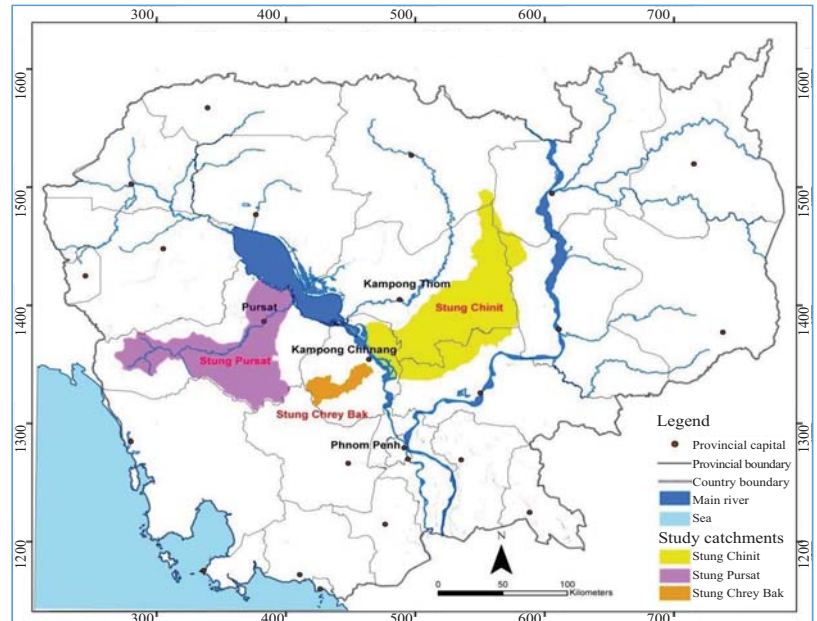 300 400 500 600 700
1600
1500
1400
1300
1200
1600
1500
1400
1300
1200
Kampong Thom
Stung Chinit
Pursat
Kampong Chhnang
Stung Pursat
Stung Chrey Bak
Phnom Penh
Legend
Provincial capital
Provincial boundary
Country boundary
Main river
Sea
Study catchments
Stung Chinit
Stung Pursat
Stung Chrey Bak
N
0 50 100
Kilometers
300 400 500 600 700